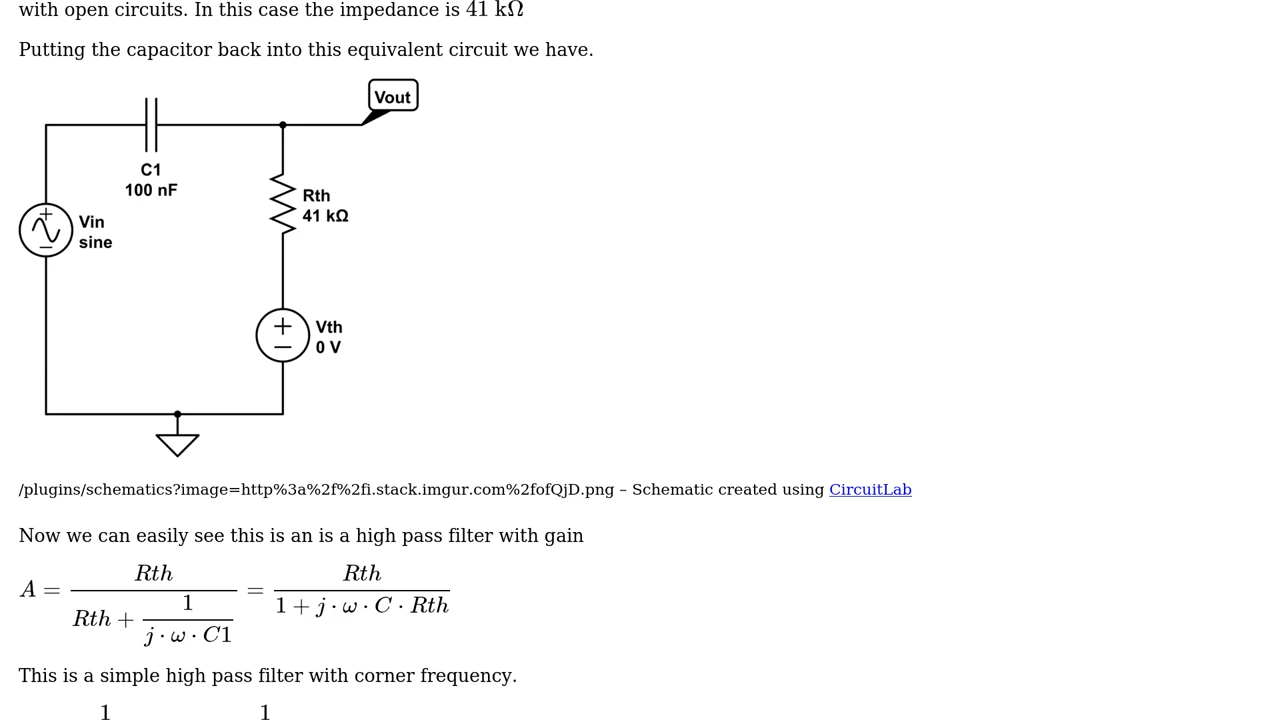 with open circuits. In this case the impedance is 41 kΩ
Putting the capacitor back into this equivalent circuit we have.
Vout
C1
100 nF
Rth
41 kΩ
+
Vin
sine
−
+
−
Vth
0 V
/plugins/schematics?image=http%3a%2f%2fi.stack.imgur.com%2fofQjD.png – Schematic created using CircuitLab
Now we can easily see this is an is a high pass filter with gain
A = Rth / (Rth + 1 / (j · ω · C1)) = Rth / (1 + j · ω · C · Rth)
This is a simple high pass filter with corner frequency.
1 1